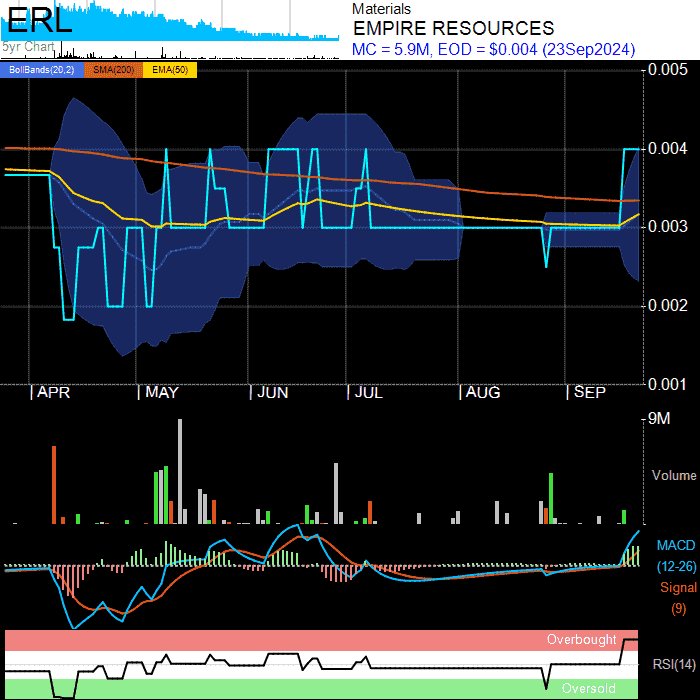 ERL
5yr Chart
Materials
EMPIRE RESOURCES
MC = 5.9M, EOD = $0.004 (23Sep2024)
BollBands(20,2) SMA(200) EMA(50)
0.005
0.004
0.003
0.002
0.001
APR MAY JUN JUL AUG SEP
9M
Volume
MACD
(12-26)
Signal
(9)
Overbought
RSI(14)
Oversold